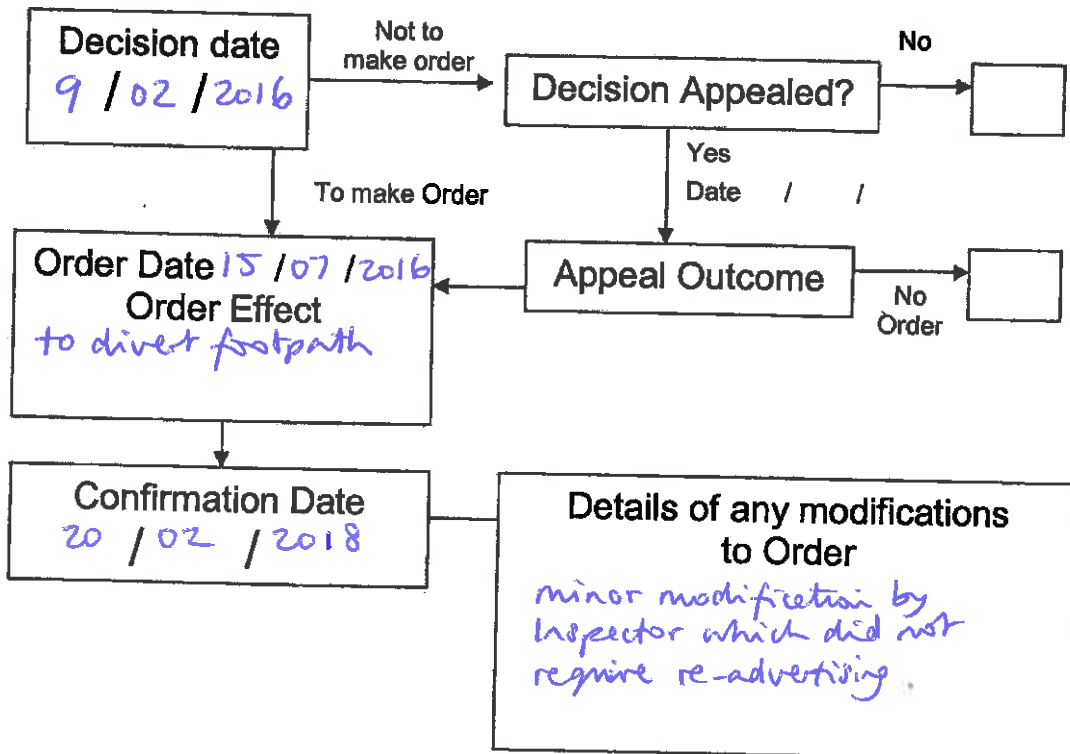 Decision date
9 / 02 / 2016
Not to
make order
Decision Appealed?
No
Yes
Date / /
To make Order
Order Date 15 / 07 / 2016
Order Effect
to divert footpath
Appeal Outcome
No
Order
Confirmation Date
20 / 02 / 2018
Details of any modifications
to Order
minor modification by
Inspector which did not
require re-advertising.